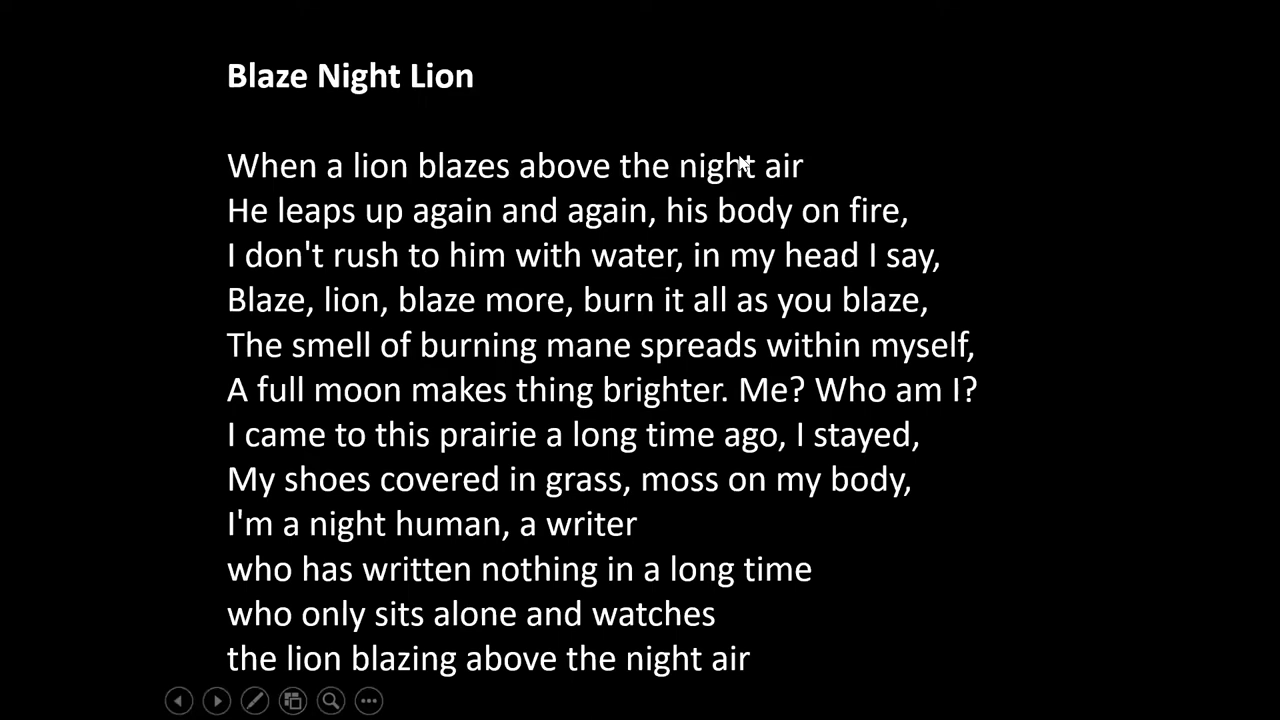 Blaze Night Lion
When a lion blazes above the night air
He leaps up again and again, his body on fire,
I don't rush to him with water, in my head I say,
Blaze, lion, blaze more, burn it all as you blaze,
The smell of burning mane spreads within myself,
A full moon makes thing brighter. Me? Who am I?
I came to this prairie a long time ago, I stayed,
My shoes covered in grass, moss on my body,
I'm a night human, a writer
who has written nothing in a long time
who only sits alone and watches
the lion blazing above the night air